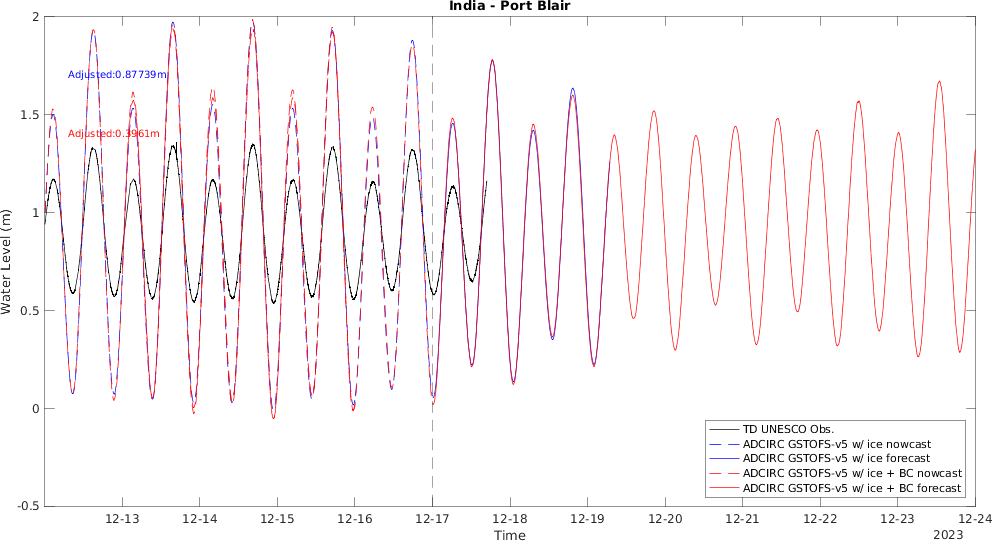 India - Port Blair
2
1.5
1
0.5
0
-0.5
Water Level (m)
Adjusted:0.87739m
Adjusted:0.3961m
TD UNESCO Obs.
ADCIRC GSTOFS-v5 w/ ice nowcast
ADCIRC GSTOFS-v5 w/ ice forecast
ADCIRC GSTOFS-v5 w/ ice + BC nowcast
ADCIRC GSTOFS-v5 w/ ice + BC forecast
12-13 12-14 12-15 12-16 12-17 12-18 12-19 12-20 12-21 12-22 12-23 12-24
Time
2023